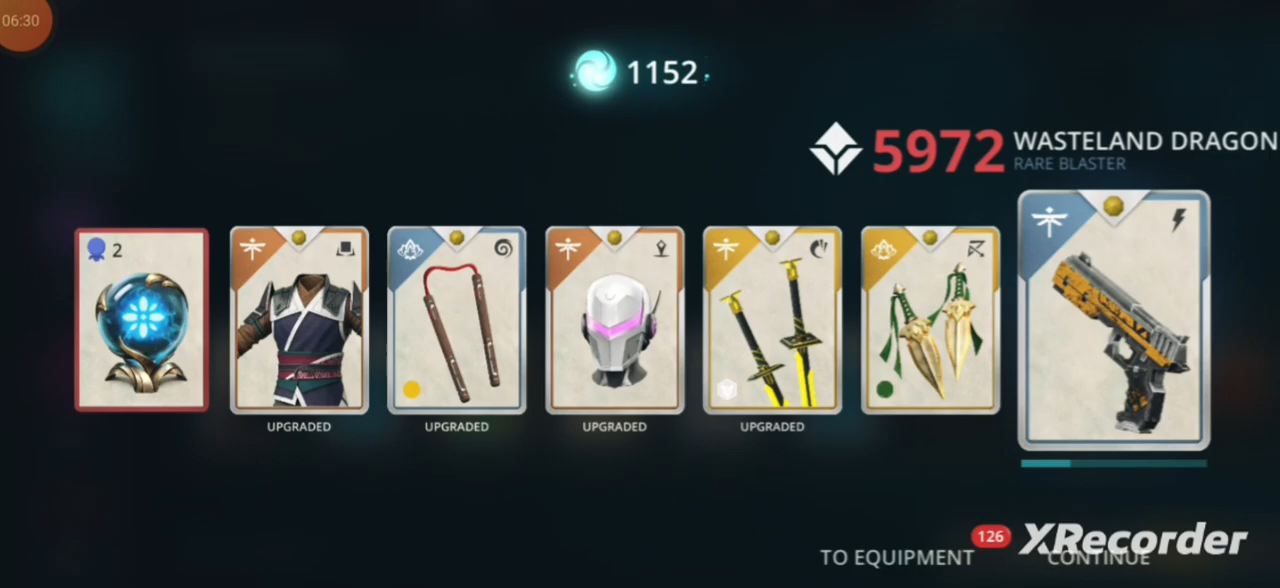 06:30
1152
5972
WASTELAND DRAGON
RARE BLASTER
2
UPGRADED
UPGRADED
UPGRADED
UPGRADED
126
XRecorder
TO EQUIPMENT
CONTINUE